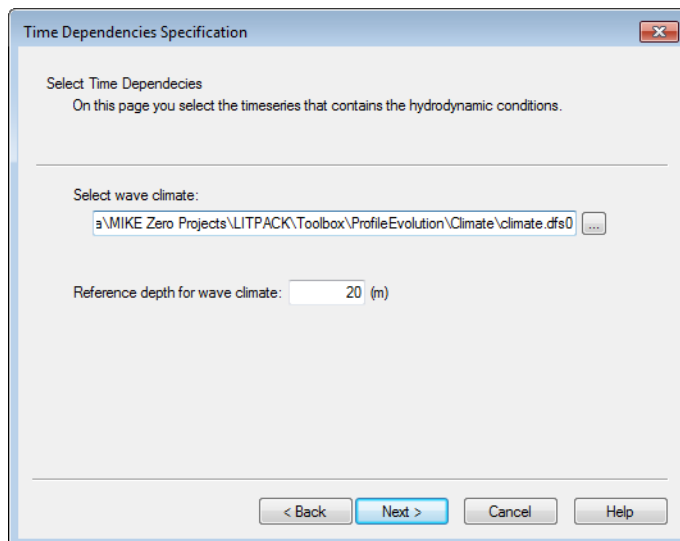 Time Dependencies Specification
Select Time Dependecies
On this page you select the timeseries that contains the hydrodynamic conditions.
Select wave climate:
a\MIKE Zero Projects\LITPACK\Toolbox\ProfileEvolution\Climate\climate.dfs0
...
Reference depth for wave climate: 20 (m)
< Back Next > Cancel Help